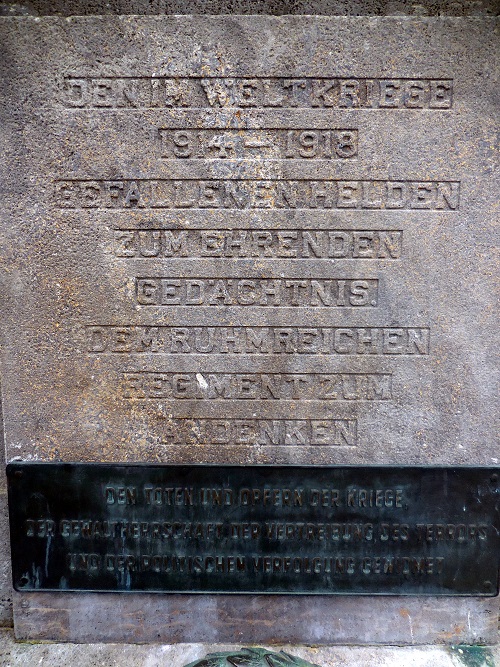 DEN IM WELTKRIEGE
1914 – 1918
GEFALLENEN HELDEN
ZUM EHRENDEN
GEDÄCHTNIS.
DEM RUHMREICHEN
REGIMENT ZUM
ANDENKEN
DEN TOTEN UND OPFERN DER KRIEGE,
DER GEWALTHERRSCHAFT DER VERTREIBUNG DES TERRORS
UND DER POLITISCHEN VERFOLGUNG GEWIDMET